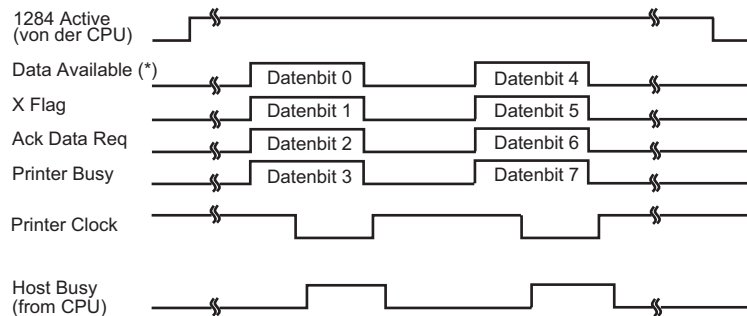 1284 Active
(von der CPU)
Data Available (*)
Datenbit 0
Datenbit 4
X Flag
Datenbit 1
Datenbit 5
Ack Data Req
Datenbit 2
Datenbit 6
Printer Busy
Datenbit 3
Datenbit 7
Printer Clock
Host Busy
(from CPU)